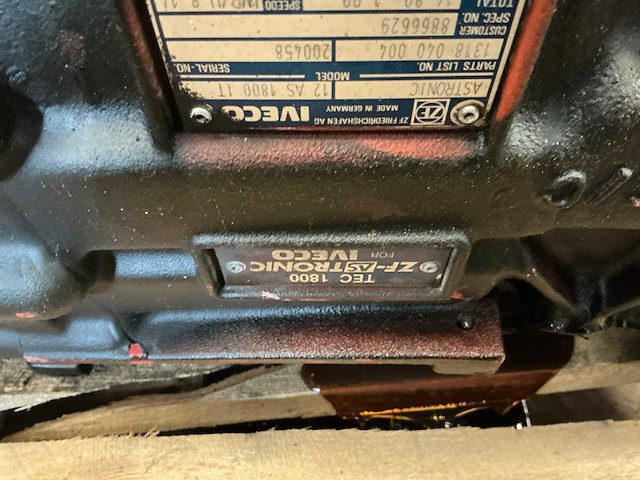 ZF FRIEDRICHSHAFEN AG
MADE IN GERMANY
IVECO
ASTRONIC
MODEL
12 AS 1800 IT
PARTS LIST NO.
1318 040 004
SERIAL-NO.
200458
CUSTOMER
SPEC. NO.
8866629
TOTAL
SPEEDO
TEC 1800
ZF-ASTRONIC
FOR IVECO